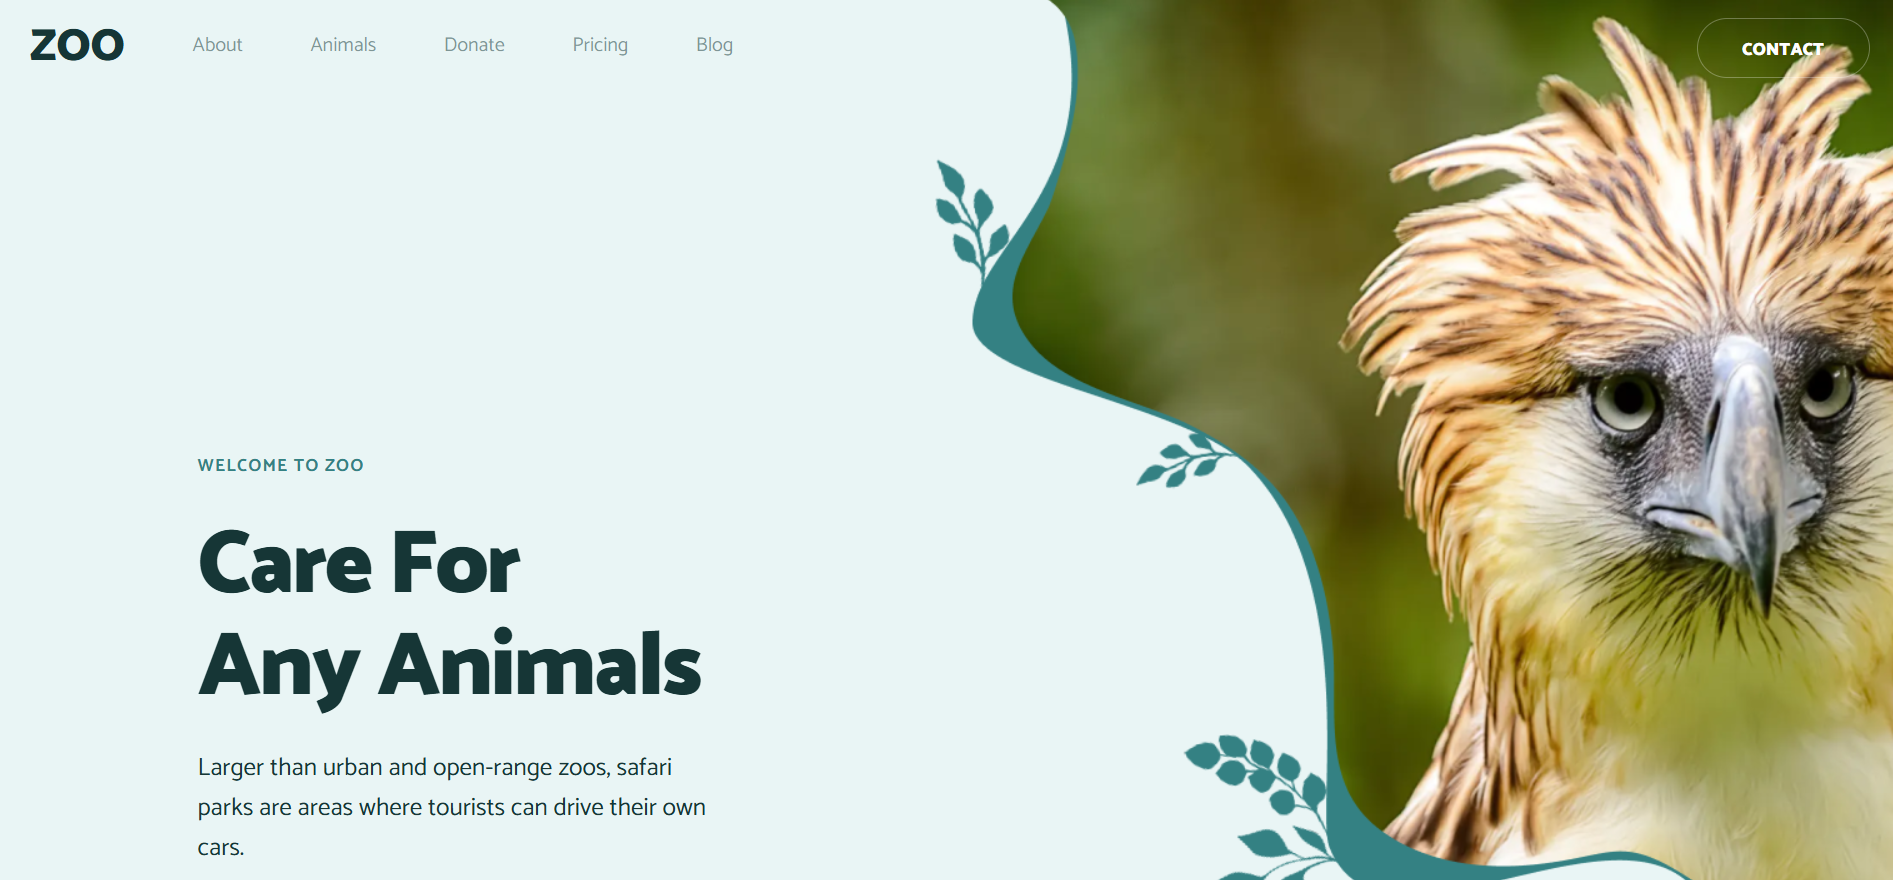 ZOO About Animals Donate Pricing Blog CONTACT
WELCOME TO ZOO
Care For
Any Animals
Larger than urban and open-range zoos, safari
parks are areas where tourists can drive their own
cars.